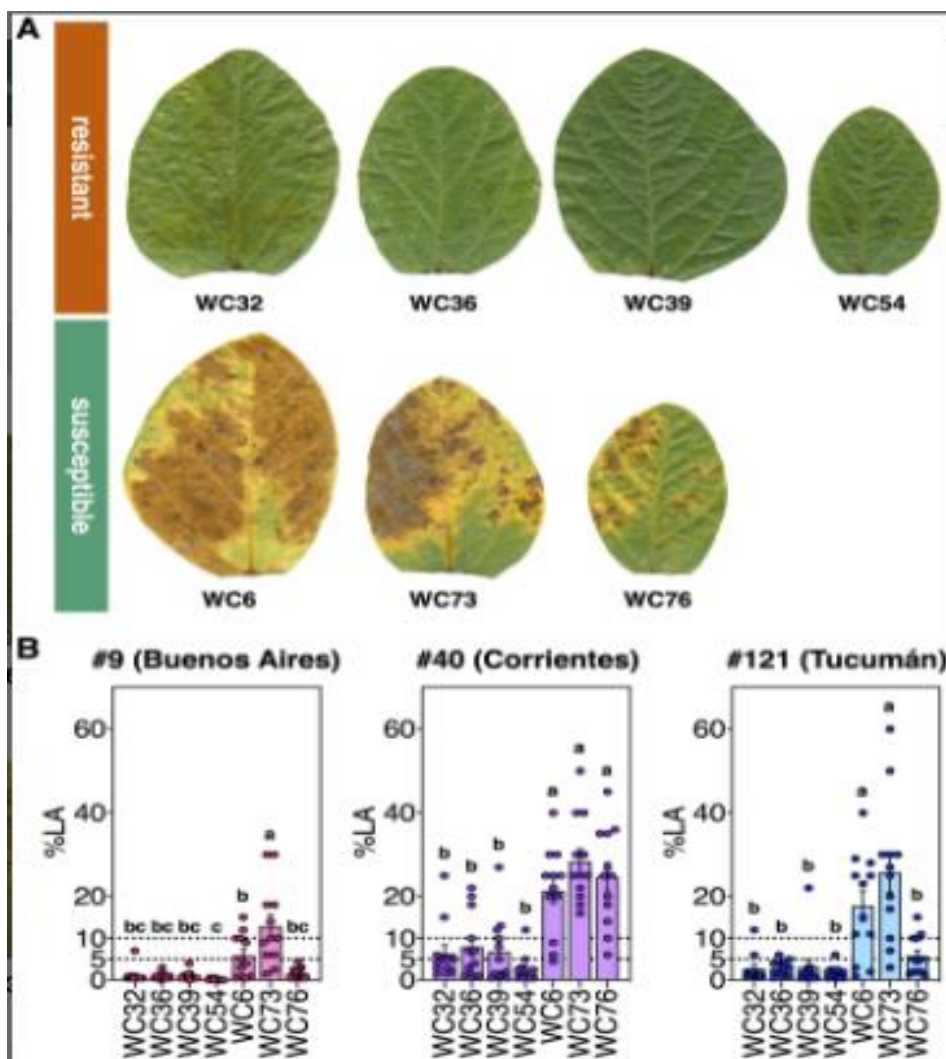 A
resistant
WC32 WC36 WC39 WC54
susceptible
WC6 WC73 WC76
B
#9 (Buenos Aires) #40 (Corrientes) #121 (Tucumán)
%LA %LA %LA
60 60 60
40 40 40
20 20 20
10 10 10
5 5 5
0 0 0
bc bc bc c b a bc
b b b b a a a
b b b b a a b
WC32 WC36 WC39 WC54 WC6 WC73 WC76
WC32 WC36 WC39 WC54 WC6 WC73 WC76
WC32 WC36 WC39 WC54 WC6 WC73 WC76